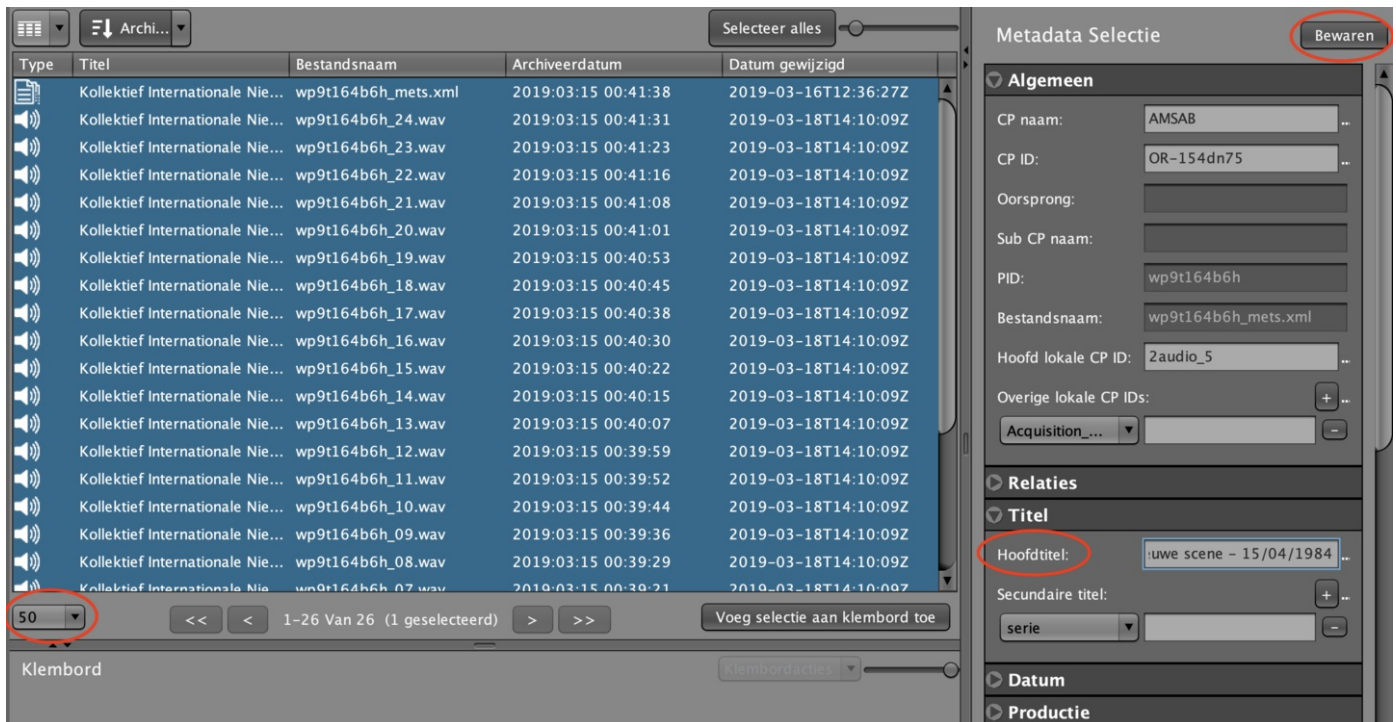 Archi...
Selecteer alles
Type Titel Bestandsnaam Archiveerdatum Datum gewijzigd
Kollektief Internationale Nie... wp9t164b6h_mets.xml 2019:03:15 00:41:38 2019-03-16T12:36:27Z
Kollektief Internationale Nie... wp9t164b6h_24.wav 2019:03:15 00:41:31 2019-03-18T14:10:09Z
Kollektief Internationale Nie... wp9t164b6h_23.wav 2019:03:15 00:41:23 2019-03-18T14:10:09Z
Kollektief Internationale Nie... wp9t164b6h_22.wav 2019:03:15 00:41:16 2019-03-18T14:10:09Z
Kollektief Internationale Nie... wp9t164b6h_21.wav 2019:03:15 00:41:08 2019-03-18T14:10:09Z
Kollektief Internationale Nie... wp9t164b6h_20.wav 2019:03:15 00:41:01 2019-03-18T14:10:09Z
Kollektief Internationale Nie... wp9t164b6h_19.wav 2019:03:15 00:40:53 2019-03-18T14:10:09Z
Kollektief Internationale Nie... wp9t164b6h_18.wav 2019:03:15 00:40:45 2019-03-18T14:10:09Z
Kollektief Internationale Nie... wp9t164b6h_17.wav 2019:03:15 00:40:38 2019-03-18T14:10:09Z
Kollektief Internationale Nie... wp9t164b6h_16.wav 2019:03:15 00:40:30 2019-03-18T14:10:09Z
Kollektief Internationale Nie... wp9t164b6h_15.wav 2019:03:15 00:40:22 2019-03-18T14:10:09Z
Kollektief Internationale Nie... wp9t164b6h_14.wav 2019:03:15 00:40:15 2019-03-18T14:10:09Z
Kollektief Internationale Nie... wp9t164b6h_13.wav 2019:03:15 00:40:07 2019-03-18T14:10:09Z
Kollektief Internationale Nie... wp9t164b6h_12.wav 2019:03:15 00:39:59 2019-03-18T14:10:09Z
Kollektief Internationale Nie... wp9t164b6h_11.wav 2019:03:15 00:39:52 2019-03-18T14:10:09Z
Kollektief Internationale Nie... wp9t164b6h_10.wav 2019:03:15 00:39:44 2019-03-18T14:10:09Z
Kollektief Internationale Nie... wp9t164b6h_09.wav 2019:03:15 00:39:36 2019-03-18T14:10:09Z
Kollektief Internationale Nie... wp9t164b6h_08.wav 2019:03:15 00:39:29 2019-03-18T14:10:09Z
Kollektief Internationale Nie... wp9t164b6h_07.wav 2019:03:15 00:39:21 2019-03-18T14:10:09Z
50
<< < 1-26 Van 26 (1 geselecteerd) > >>
Voeg selectie aan klembord toe
Klembord
Klembordacties
Metadata Selectie
Bewaren
Algemeen
CP naam: AMSAB ...
CP ID: OR-154dn75 ...
Oorsprong:
Sub CP naam:
PID: wp9t164b6h
Bestandsnaam: wp9t164b6h_mets.xml
Hoofd lokale CP ID: 2audio_5 ...
Overige lokale CP IDs: + ...
Acquisition_... -
Relaties
Titel
Hoofdtitel: uwe scene - 15/04/1984 ...
Secundaire titel: + ...
serie -
Datum
Productie